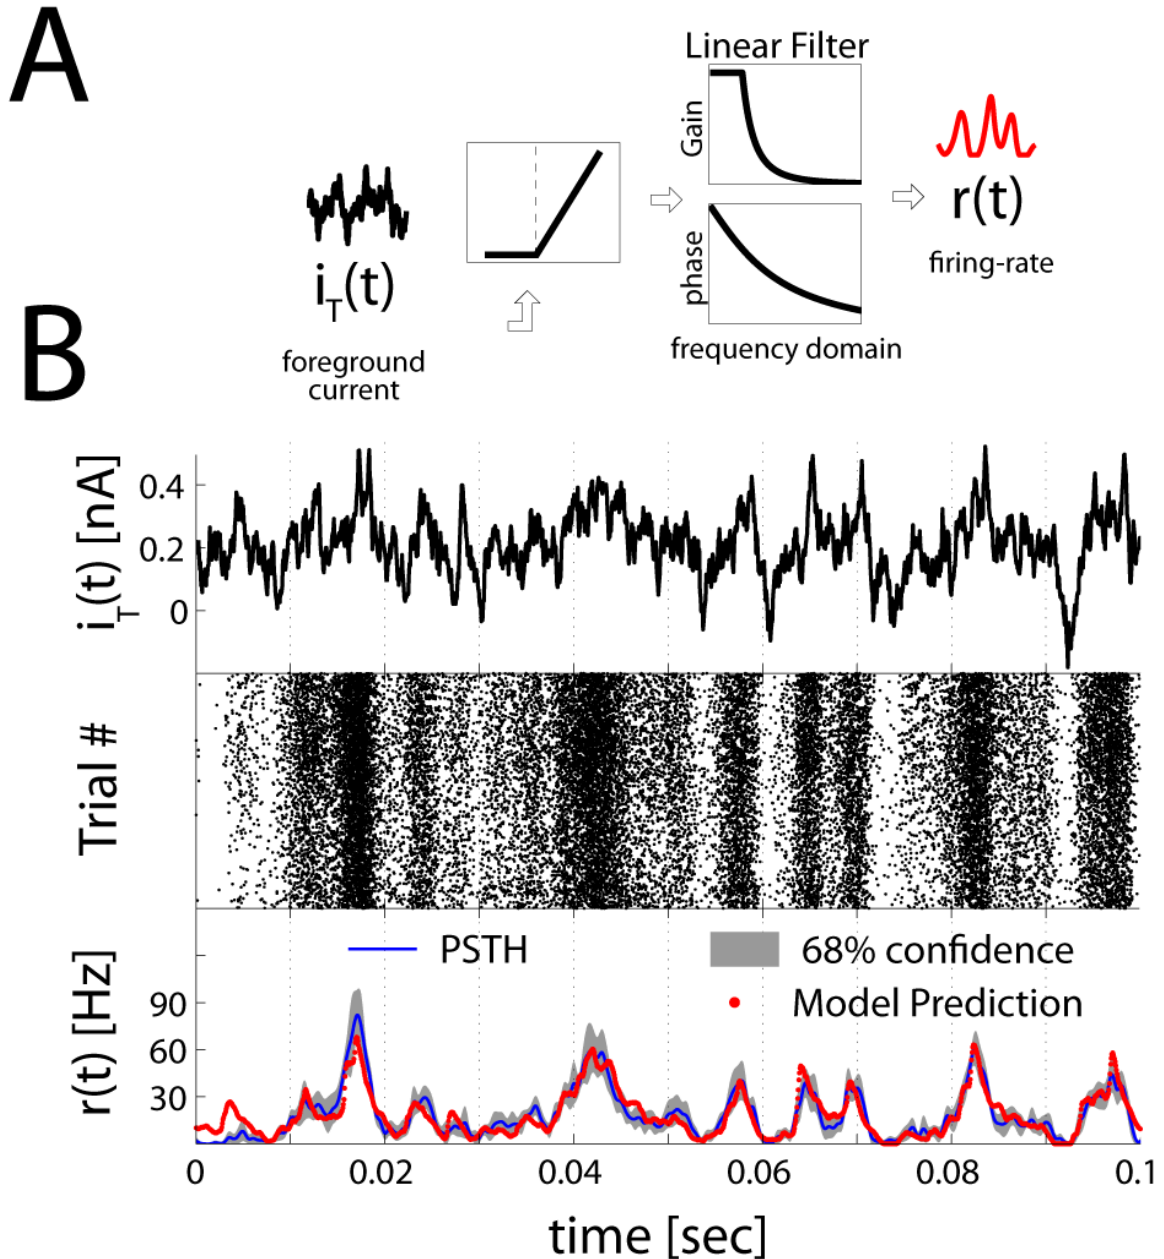 A
Linear Filter
Gain
phase
frequency domain
i_T(t)
foreground
current
r(t)
firing-rate
B
i_T(t) [nA]
0.4
0.2
0
Trial #
r(t) [Hz]
90
60
30
PSTH
68% confidence
Model Prediction
0 0.02 0.04 0.06 0.08 0.1
time [sec]